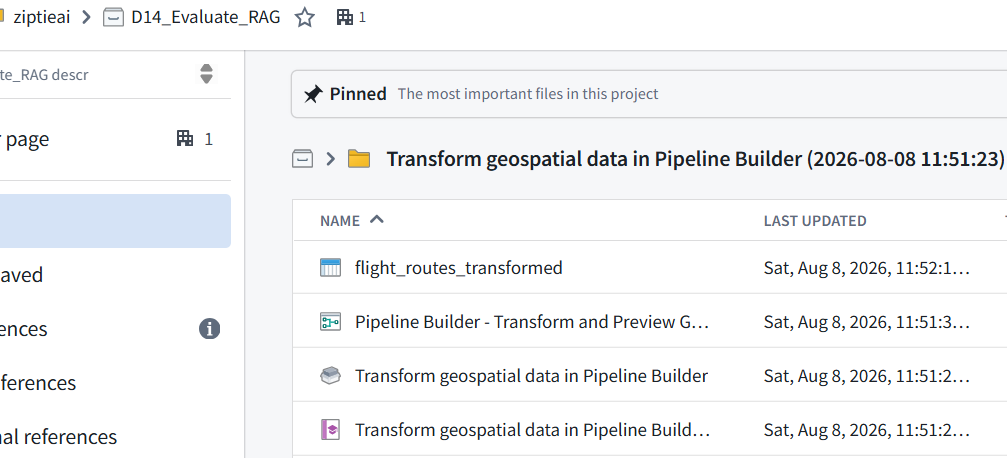 ziptieai D14_Evaluate_RAG 1
te_RAG descr
page 1
aved
ences
ferences
nal references
Pinned The most important files in this project
Transform geospatial data in Pipeline Builder (2026-08-08 11:51:23)
NAME LAST UPDATED
flight_routes_transformed Sat, Aug 8, 2026, 11:52:1…
Pipeline Builder - Transform and Preview G… Sat, Aug 8, 2026, 11:51:3…
Transform geospatial data in Pipeline Builder Sat, Aug 8, 2026, 11:51:2…
Transform geospatial data in Pipeline Build… Sat, Aug 8, 2026, 11:51:2…